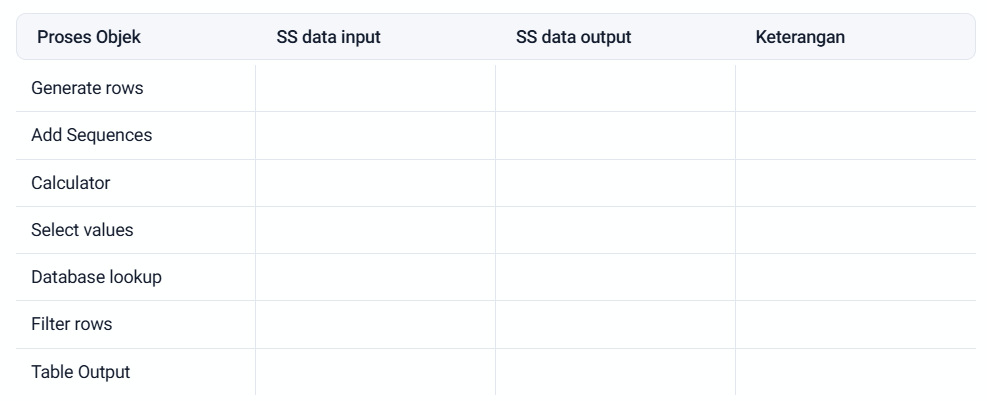 Proses Objek SS data input SS data output Keterangan
Generate rows
Add Sequences
Calculator
Select values
Database lookup
Filter rows
Table Output